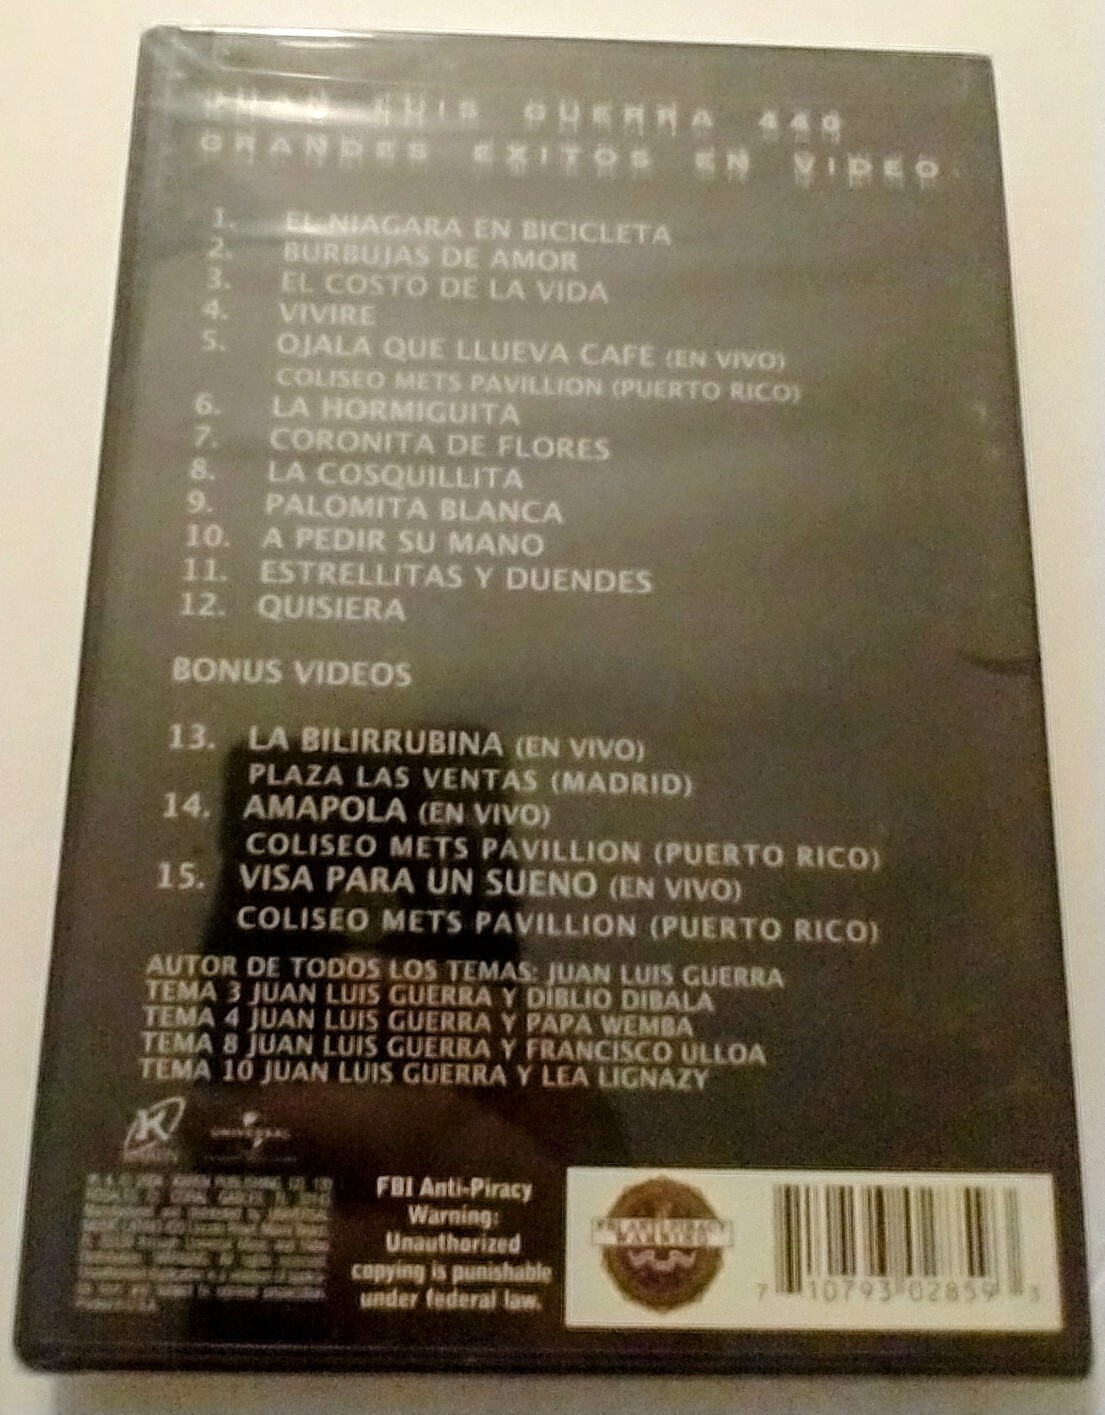 JUAN LUIS GUERRA 440
GRANDES EXITOS EN VIDEO
1. EL NIAGARA EN BICICLETA
2. BURBUJAS DE AMOR
3. EL COSTO DE LA VIDA
4. VIVIRE
5. OJALA QUE LLUEVA CAFE (EN VIVO)
COLISEO METS PAVILLION (PUERTO RICO)
6. LA HORMIGUITA
7. CORONITA DE FLORES
8. LA COSQUILLITA
9. PALOMITA BLANCA
10. A PEDIR SU MANO
11. ESTRELLITAS Y DUENDES
12. QUISIERA
BONUS VIDEOS
13. LA BILIRRUBINA (EN VIVO)
PLAZA LAS VENTAS (MADRID)
14. AMAPOLA (EN VIVO)
COLISEO METS PAVILLION (PUERTO RICO)
15. VISA PARA UN SUENO (EN VIVO)
COLISEO METS PAVILLION (PUERTO RICO)
AUTOR DE TODOS LOS TEMAS: JUAN LUIS GUERRA
TEMA 3 JUAN LUIS GUERRA Y DIBLIO DIBALA
TEMA 4 JUAN LUIS GUERRA Y PAPA WEMBA
TEMA 8 JUAN LUIS GUERRA Y FRANCISCO ULLOA
TEMA 10 JUAN LUIS GUERRA Y LEA LIGNAZY
K
UNIVERSAL
FBI Anti-Piracy
Warning:
Unauthorized
copying is punishable
under federal law.
FBI ANTI-PIRACY
WARNING
7 10793 02859 3